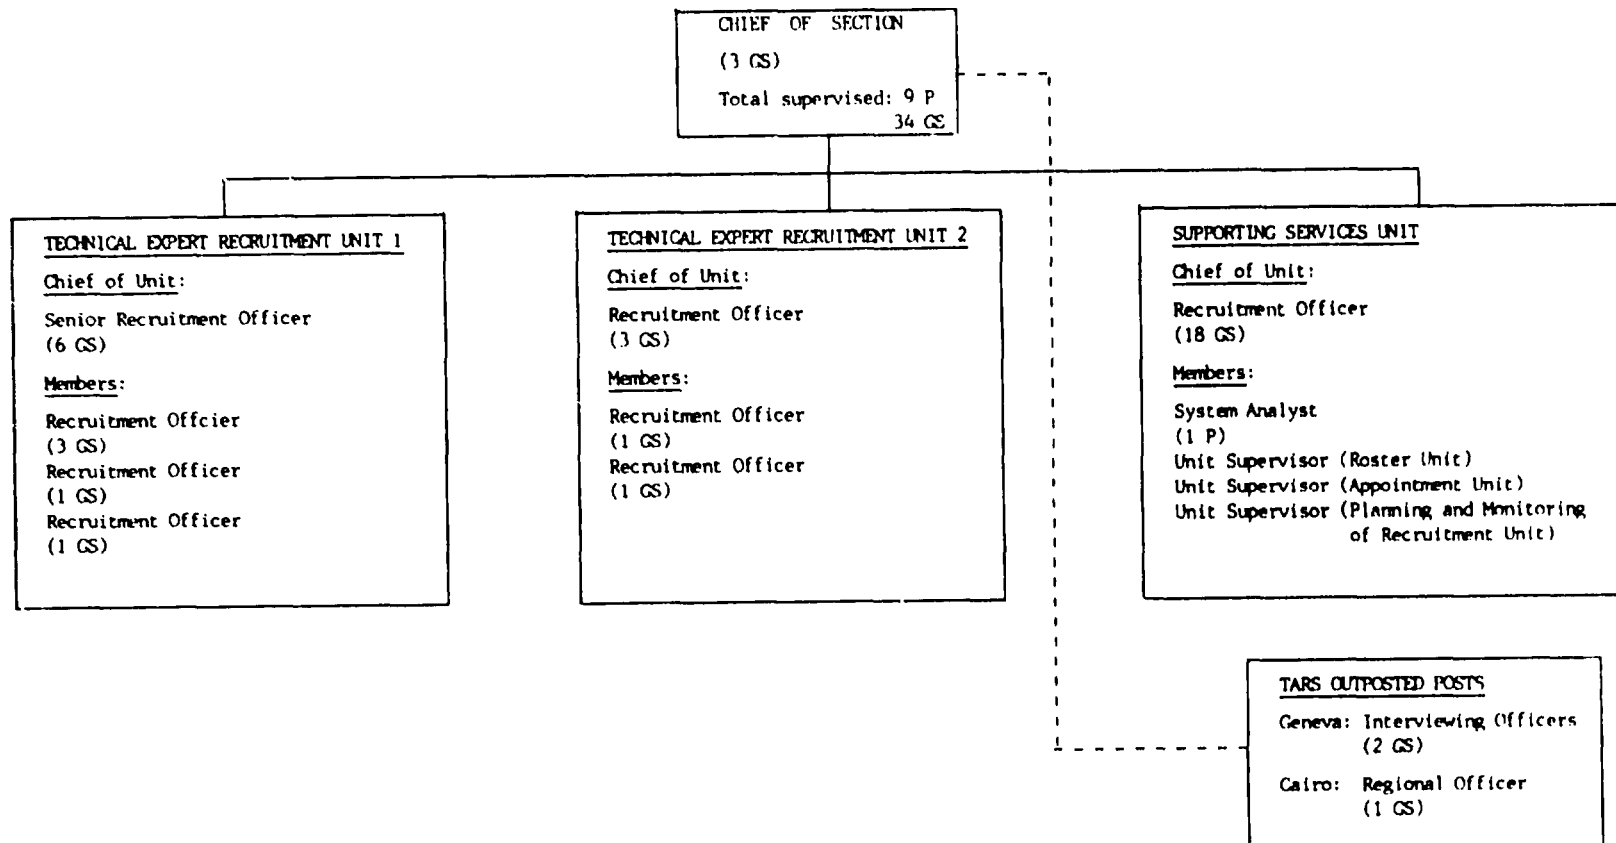 CHIEF OF SECTION
(3 GS)
Total supervised: 9 P
34 GS
TECHNICAL EXPERT RECRUITMENT UNIT 1
Chief of Unit:
Senior Recruitment Officer
(6 GS)
Members:
Recruitment Offcier
(3 GS)
Recruitment Officer
(1 GS)
Recruitment Officer
(1 GS)
TECHNICAL EXPERT RECRUITMENT UNIT 2
Chief of Unit:
Recruitment Officer
(3 GS)
Members:
Recruitment Officer
(1 GS)
Recruitment Officer
(1 GS)
SUPPORTING SERVICES UNIT
Chief of Unit:
Recruitment Officer
(18 GS)
Members:
System Analyst
(1 P)
Unit Supervisor (Roster Unit)
Unit Supervisor (Appointment Unit)
Unit Supervisor (Planning and Monitoring
of Recruitment Unit)
TARS OUTPOSTED POSTS
Geneva: Interviewing Officers
(2 GS)
Cairo: Regional Officer
(1 GS)